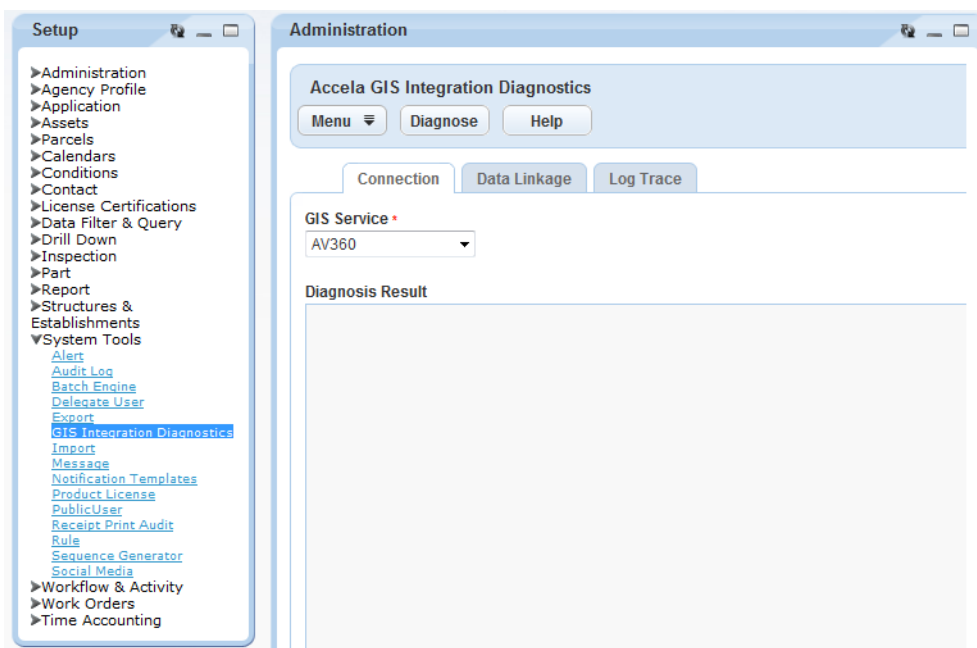 Setup
Administration
Agency Profile
Application
Assets
Parcels
Calendars
Conditions
Contact
License Certifications
Data Filter & Query
Drill Down
Inspection
Part
Report
Structures &
Establishments
System Tools
Alert
Audit Log
Batch Engine
Delegate User
Export
GIS Integration Diagnostics
Import
Message
Notification Templates
Product License
PublicUser
Receipt Print Audit
Rule
Sequence Generator
Social Media
Workflow & Activity
Work Orders
Time Accounting
Administration
Accela GIS Integration Diagnostics
Menu Diagnose Help
Connection Data Linkage Log Trace
GIS Service *
AV360
Diagnosis Result